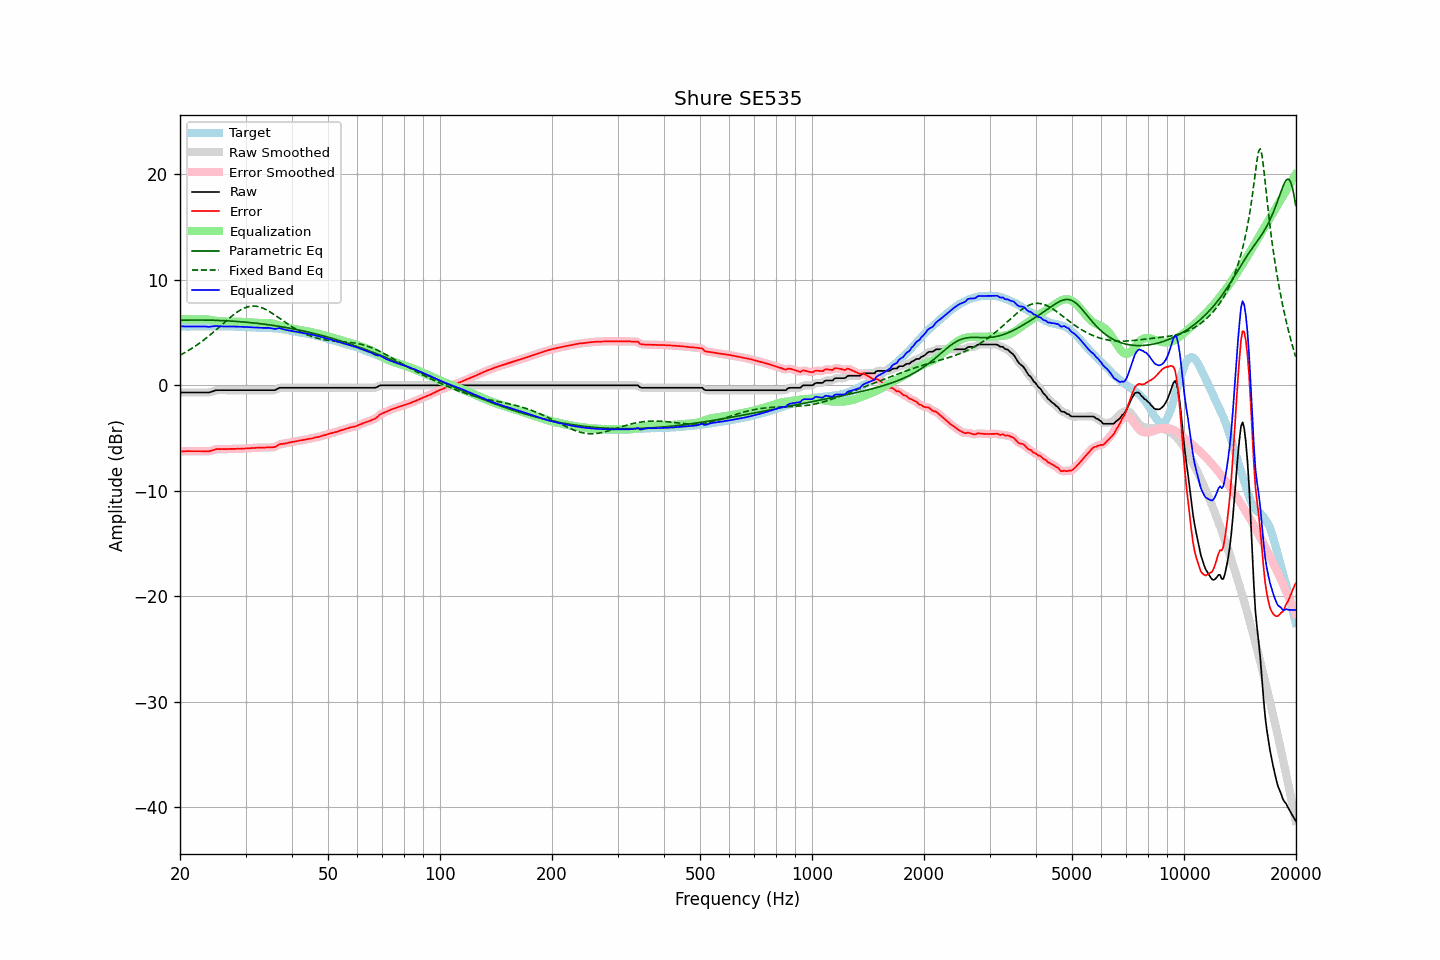 Shure SE535
Target
Raw Smoothed
Error Smoothed
Raw
Error
Equalization
Parametric Eq
Fixed Band Eq
Equalized
20
10
0
−10
−20
−30
−40
Amplitude (dBr)
20 50 100 200 500 1000 2000 5000 10000 20000
Frequency (Hz)